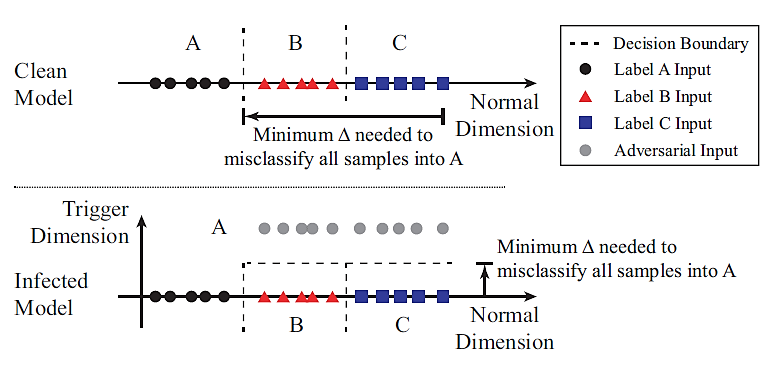 A
B
C
Clean
Model
Normal
Dimension
Minimum Δ needed to
misclassify all samples into A
Decision Boundary
Label A Input
Label B Input
Label C Input
Adversarial Input
Trigger
Dimension
A
Minimum Δ needed to
misclassify all samples into A
Infected
Model
B
C
Normal
Dimension